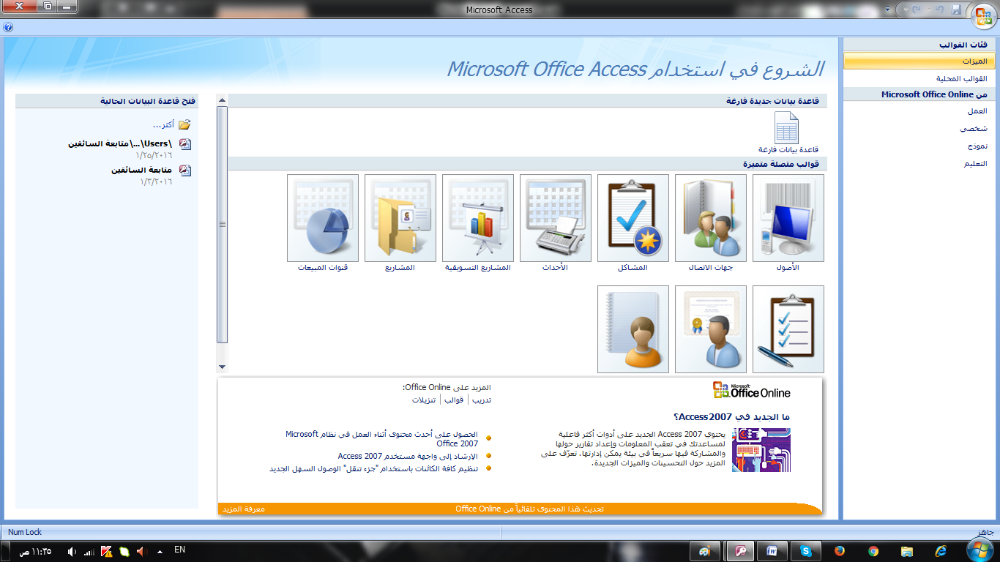 Microsoft Access
فئات القوالب
الميزات
القوالب المحلية
من Microsoft Office Online
العمل
شخصي
نموذج
التعليم
الشروع في استخدام Microsoft Office Access
قاعدة بيانات جديدة فارغة
قاعدة بيانات فارغة
قوالب متصلة متميزة
الأصول
جهات الاتصال
المشاكل
الأحداث
المشاريع التسويقية
المشاريع
قنوات المبيعات
فتح قاعدة البيانات الحالية
أكثر...
\Users\...\متابعة السائقين
١/٢٥/٢٠١٦
متابعة السائقين
١/٣/٢٠١٦
Microsoft
Office Online
ما الجديد في Access 2007؟
يحتوي Access 2007 الجديد على أدوات أكثر فاعلية
لمساعدتك في تعقب المعلومات وإعداد تقارير حولها
والمشاركة فيها سريعاً في بيئة يمكن إدارتها. تعرّف على
المزيد حول التحسينات والميزات الجديدة.
المزيد على Office Online:
تدريب | قوالب | تنزيلات
الحصول على أحدث محتوى أثناء العمل في نظام Microsoft
Office 2007
الإرشاد إلى واجهة مستخدم Access 2007
تنظيم كافة الكائنات باستخدام "جزء تنقل" الوصول السهل الجديد
تحديث هذا المحتوى تلقائياً من Office Online
معرفة المزيد
جاهز
Num Lock
EN
١١:٣٥ ص